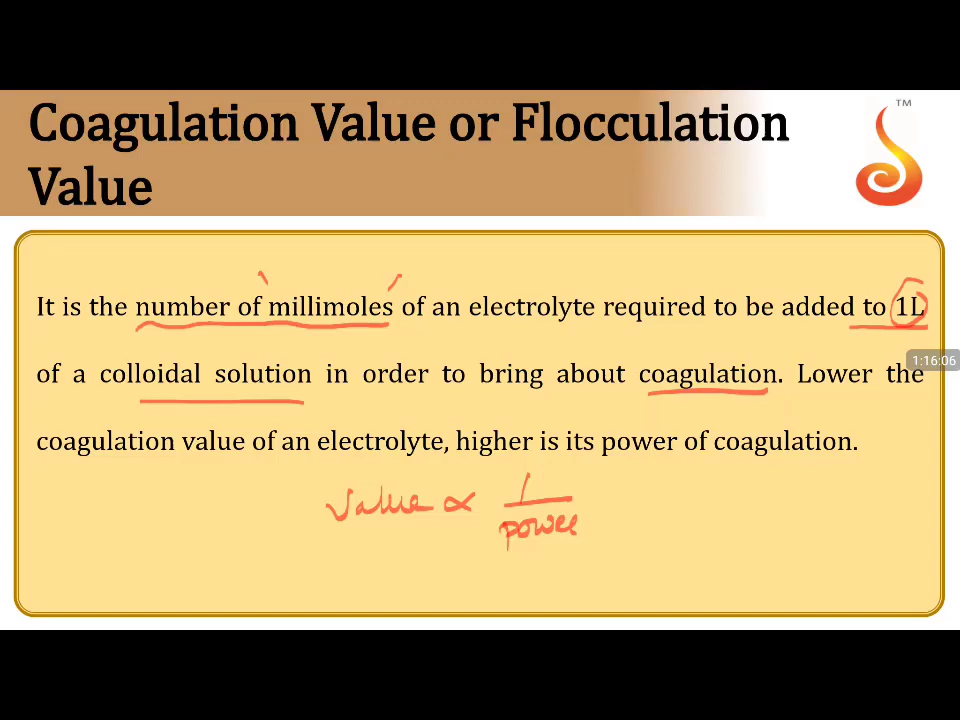 Coagulation Value or Flocculation
Value
TM
It is the number of millimoles of an electrolyte required to be added to 1L
1:16:06
of a colloidal solution in order to bring about coagulation. Lower the
coagulation value of an electrolyte, higher is its power of coagulation.
Value ∝ 1/power